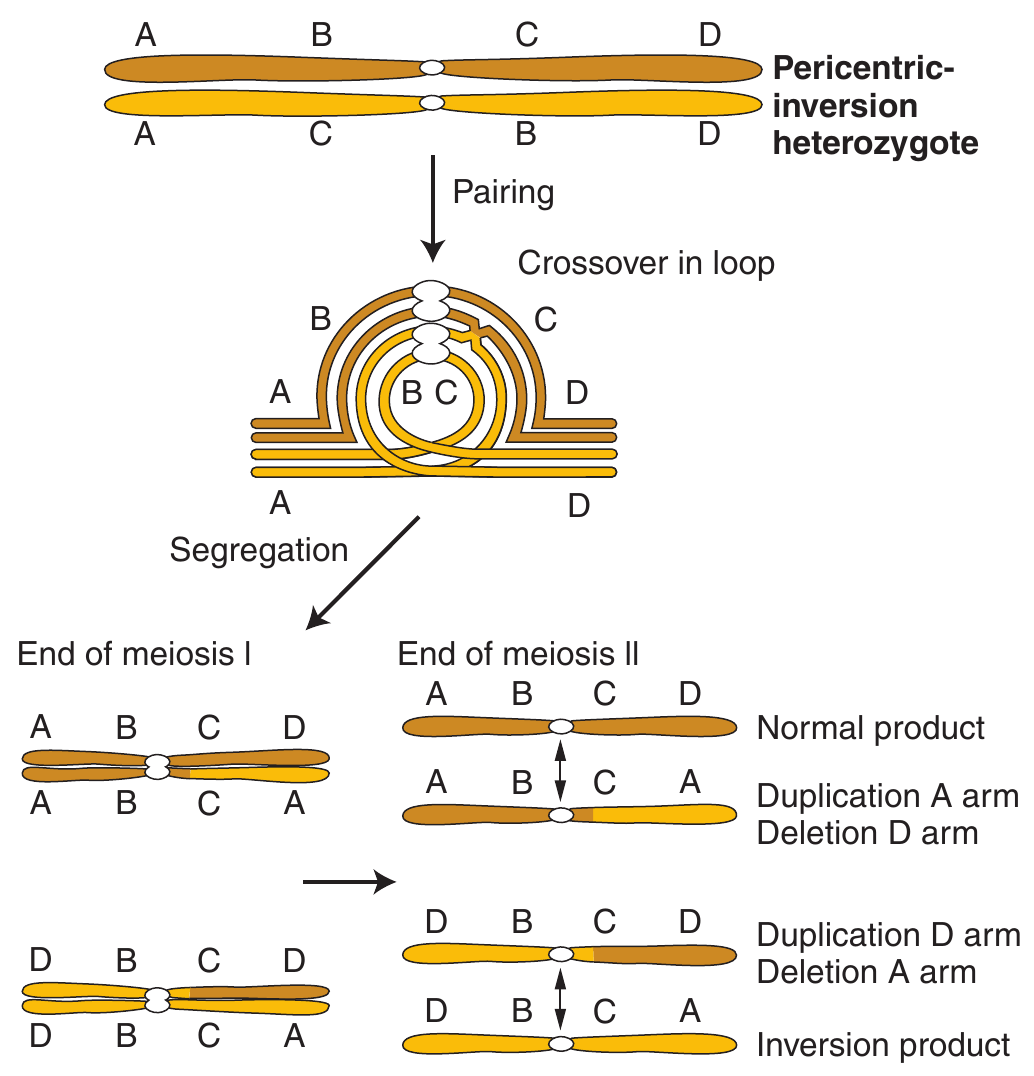 A B C D
Pericentric-
inversion
heterozygote
A C B D
Pairing
Crossover in loop
B C
A B C D
A D
Segregation
End of meiosis I
A B C D
A B C A
D B C D
D B C A
End of meiosis II
A B C D
Normal product
A B C A
Duplication A arm
Deletion D arm
D B C D
Duplication D arm
Deletion A arm
D B C A
Inversion product